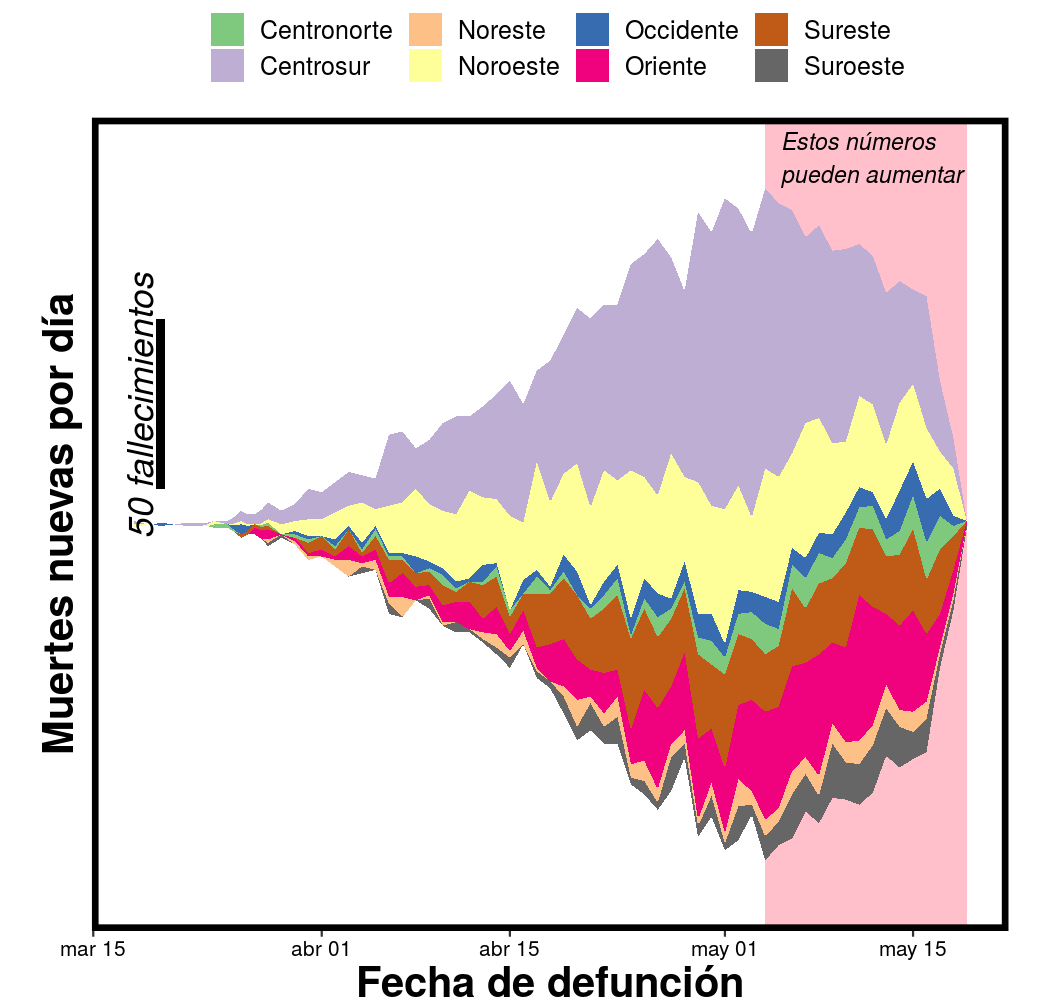 Centronorte Noreste Occidente Sureste
Centrosur Noroeste Oriente Suroeste
Estos números
pueden aumentar
50 fallecimientos
Muertes nuevas por día
mar 15 abr 01 abr 15 may 01 may 15
Fecha de defunción